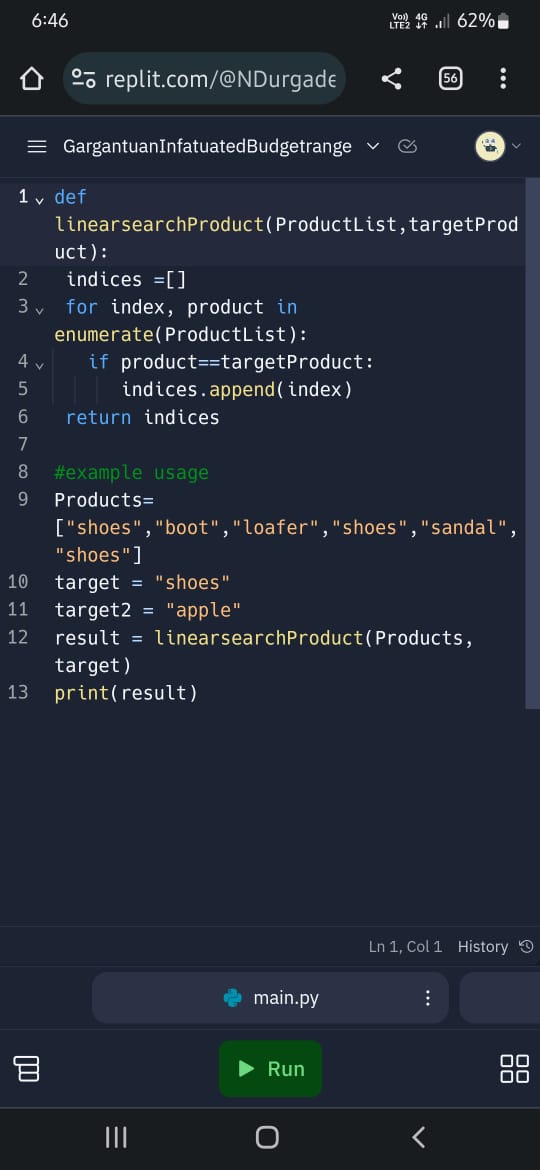 6:46
Vo)) 4G 62%
LTE2
replit.com/@NDurgade
56
GargantuanInfatuatedBudgetrange
1 def
linearsearchProduct(ProductList,targetProd
uct):
2 indices =[]
3 for index, product in
enumerate(ProductList):
4 if product==targetProduct:
5 indices.append(index)
6 return indices
7
8 #example usage
9 Products=
["shoes","boot","loafer","shoes","sandal",
"shoes"]
10 target = "shoes"
11 target2 = "apple"
12 result = linearsearchProduct(Products,
target)
13 print(result)
Ln 1, Col 1 History
main.py
Run